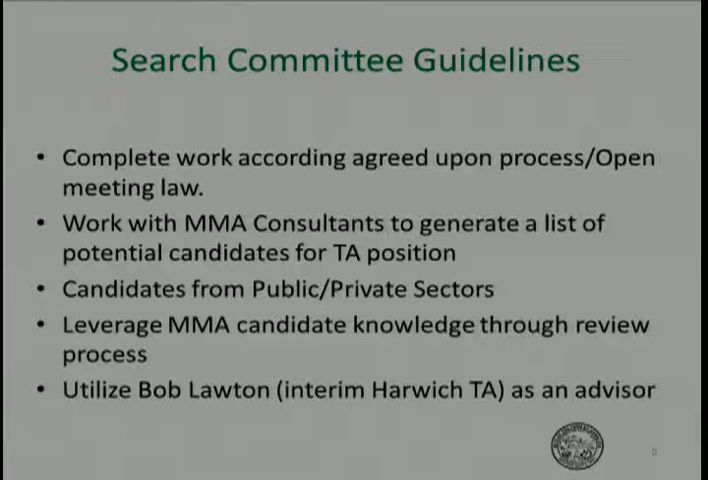 Search Committee Guidelines
• Complete work according agreed upon process/Open
meeting law.
• Work with MMA Consultants to generate a list of
potential candidates for TA position
• Candidates from Public/Private Sectors
• Leverage MMA candidate knowledge through review
process
• Utilize Bob Lawton (interim Harwich TA) as an advisor